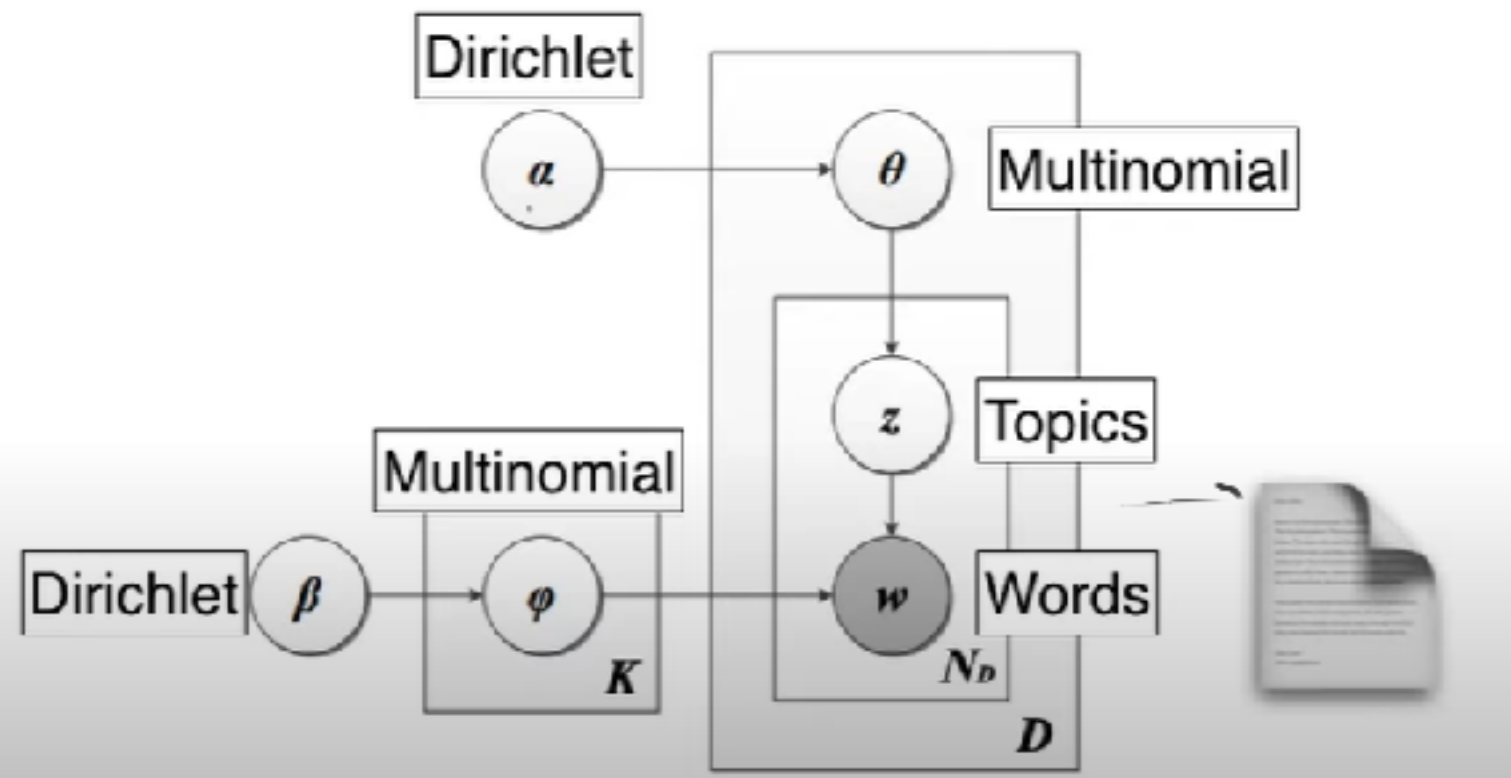 Dirichlet
α
θ
Multinomial
z
Topics
Multinomial
Dirichlet
β
φ
w
Words
K
N_D
D